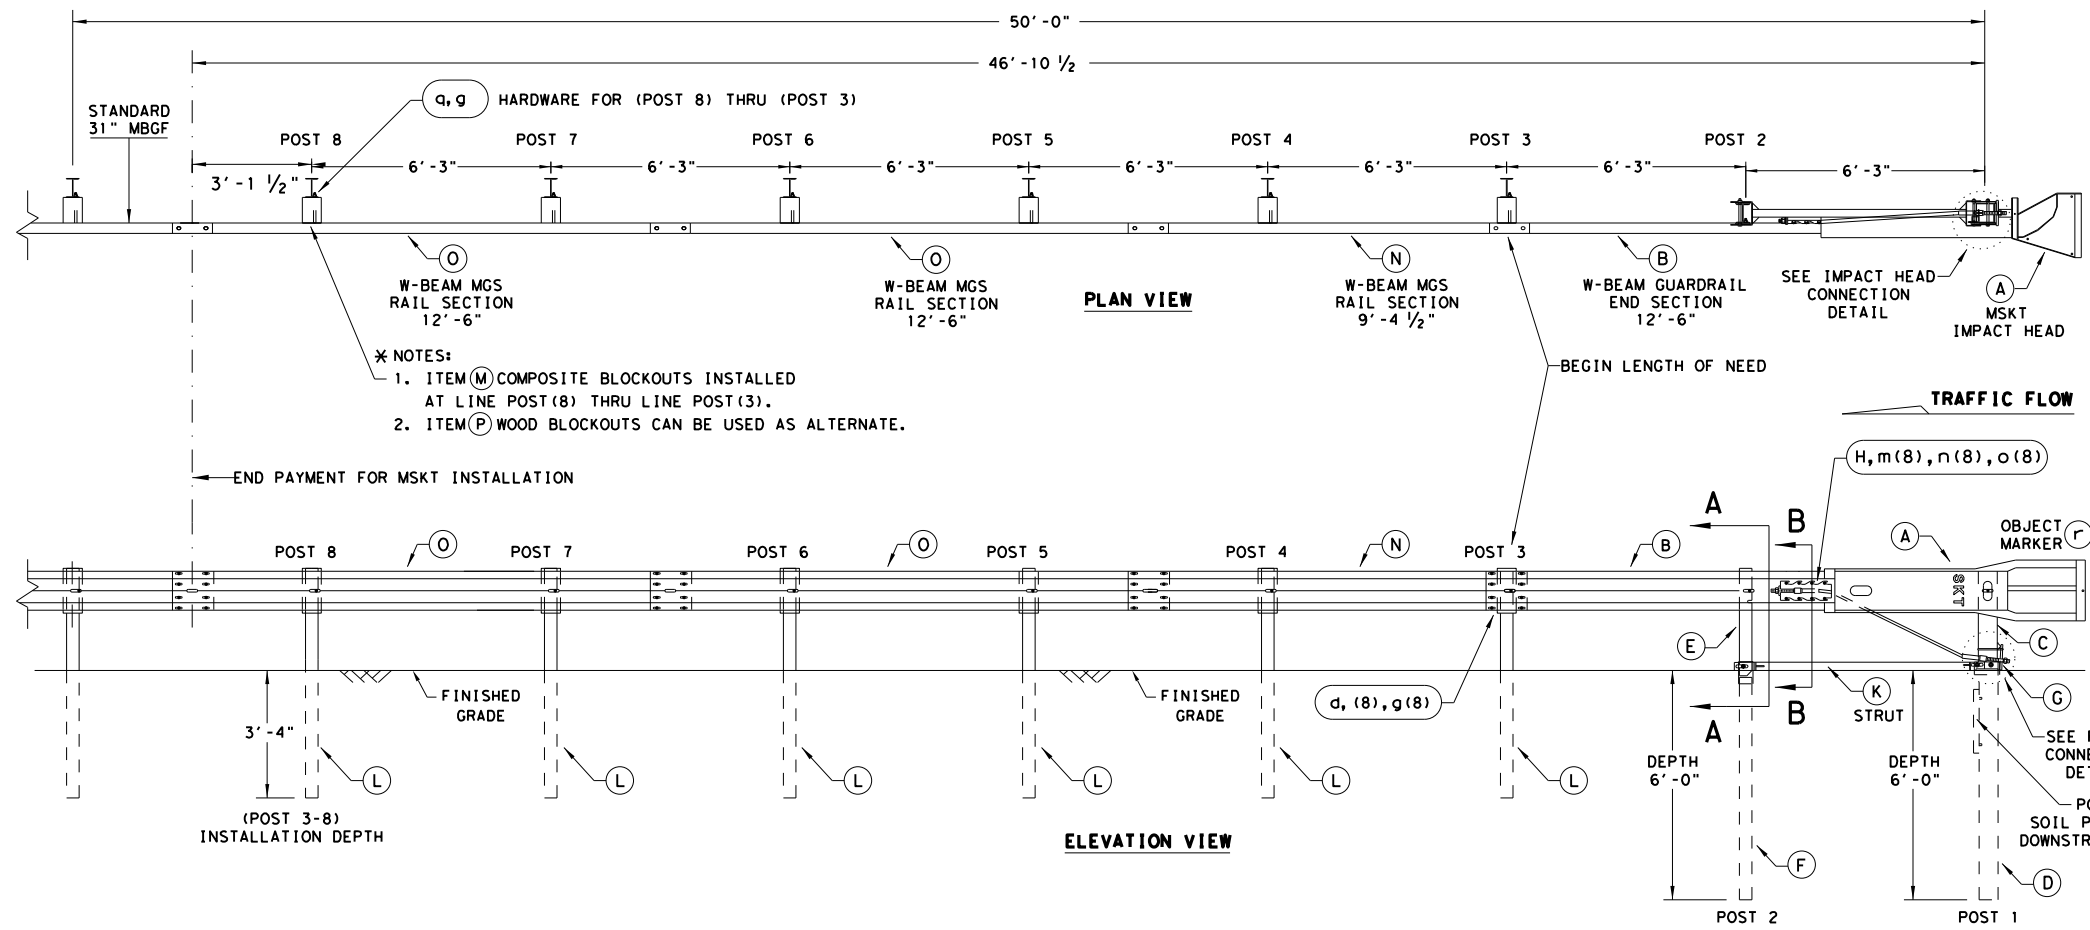 50'-0"
46'-10 ½
STANDARD
31" MBGF
q,g
HARDWARE FOR (POST 8) THRU (POST 3)
POST 8
POST 7
POST 6
POST 5
POST 4
POST 3
POST 2
3'-1 ½"
6'-3"
6'-3"
6'-3"
6'-3"
6'-3"
6'-3"
6'-3"
O
W-BEAM MGS
RAIL SECTION
12'-6"
O
W-BEAM MGS
RAIL SECTION
12'-6"
PLAN VIEW
N
W-BEAM MGS
RAIL SECTION
9'-4 ½"
B
W-BEAM GUARDRAIL
END SECTION
12'-6"
SEE IMPACT HEAD
CONNECTION
DETAIL
A
MSKT
IMPACT HEAD
* NOTES:
1. ITEM M COMPOSITE BLOCKOUTS INSTALLED
AT LINE POST(8) THRU LINE POST(3).
2. ITEM P WOOD BLOCKOUTS CAN BE USED AS ALTERNATE.
BEGIN LENGTH OF NEED
TRAFFIC FLOW
END PAYMENT FOR MSKT INSTALLATION
H,m(8),n(8),o(8)
A
B
POST 8
O
POST 7
POST 6
O
POST 5
POST 4
N
POST 3
B
A
OBJECT
MARKER
r
SKT
E
C
FINISHED
GRADE
FINISHED
GRADE
d, (8),g(8)
A
B
K
STRUT
G
3'-4"
L
L
L
L
L
L
DEPTH
6'-0"
DEPTH
6'-0"
SEE
CONNE
DET
PO
SOIL P
DOWNSTR
(POST 3-8)
INSTALLATION DEPTH
ELEVATION VIEW
F
D
POST 2
POST 1